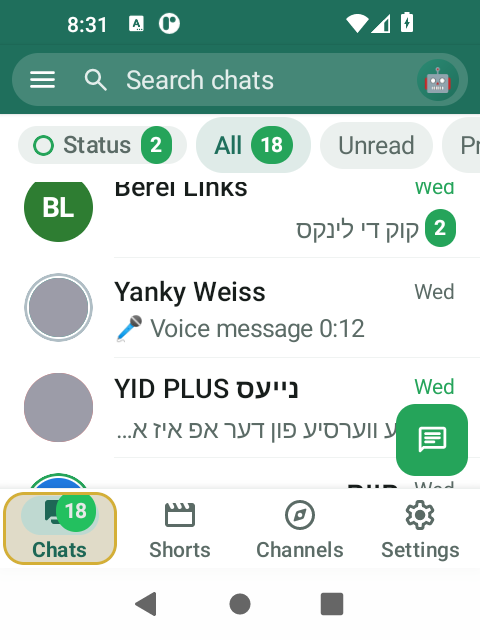 8:31
Search chats
Status 2
All 18
Unread
Pr
Berel Links
Wed
קוק די לינקס
2
Yanky Weiss
Wed
Voice message 0:12
YID PLUS נייעס
Wed
ע ווערסיע פון דער אפ איז א...
18
Chats
Shorts
Channels
Settings